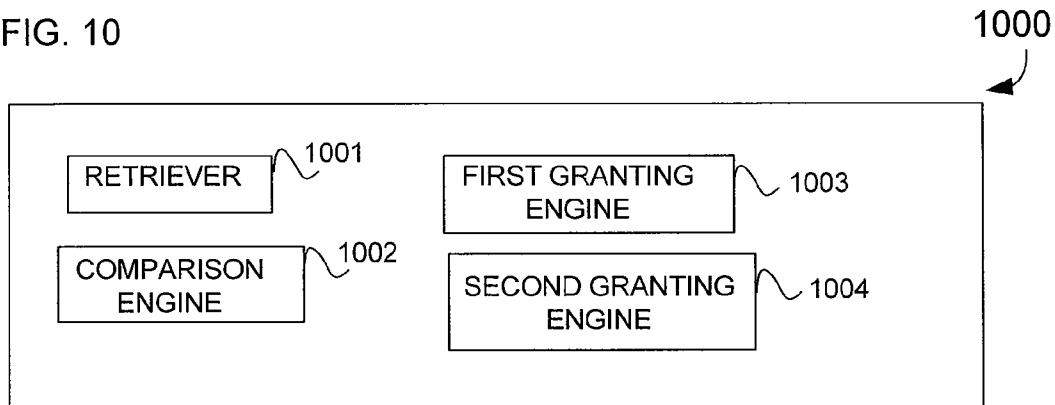 FIG. 10
1000
RETRIEVER
1001
FIRST GRANTING
ENGINE
1003
COMPARISON
ENGINE
1002
SECOND GRANTING
ENGINE
1004